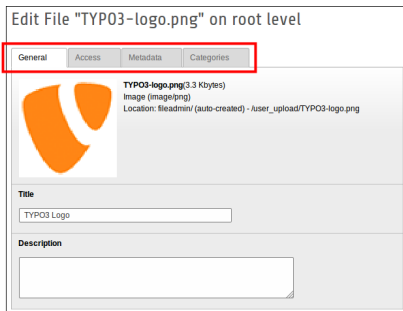 Edit File "TYPO3-logo.png" on root level
General Access Metadata Categories
TYPO3-logo.png(3.3 Kbytes)
Image (image/png)
Location: fileadmin/ (auto-created) - /user_upload/TYPO3-logo.png
Title
TYPO3 Logo
Description